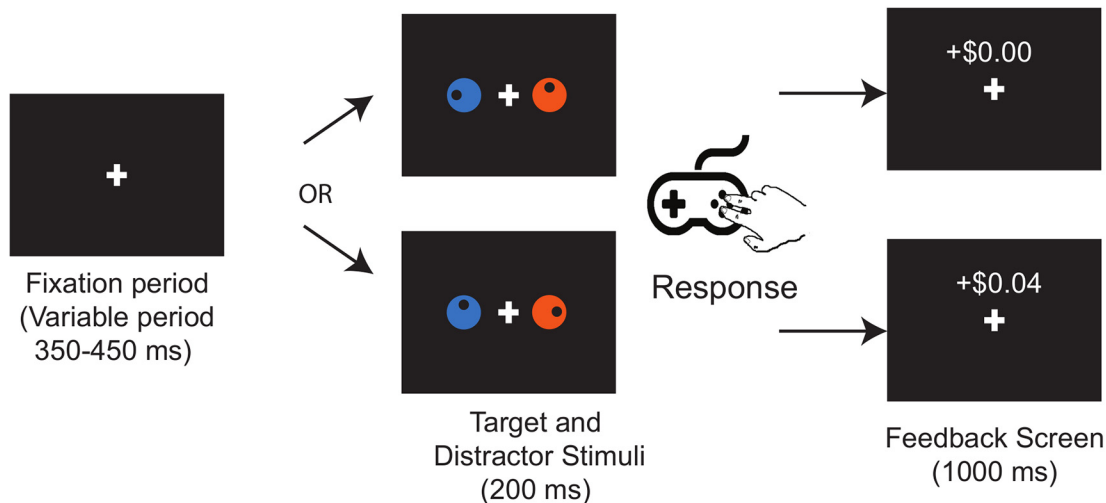 Fixation period
(Variable period
350-450 ms)
OR
Target and
Distractor Stimuli
(200 ms)
Response
+$0.00
+$0.04
Feedback Screen
(1000 ms)